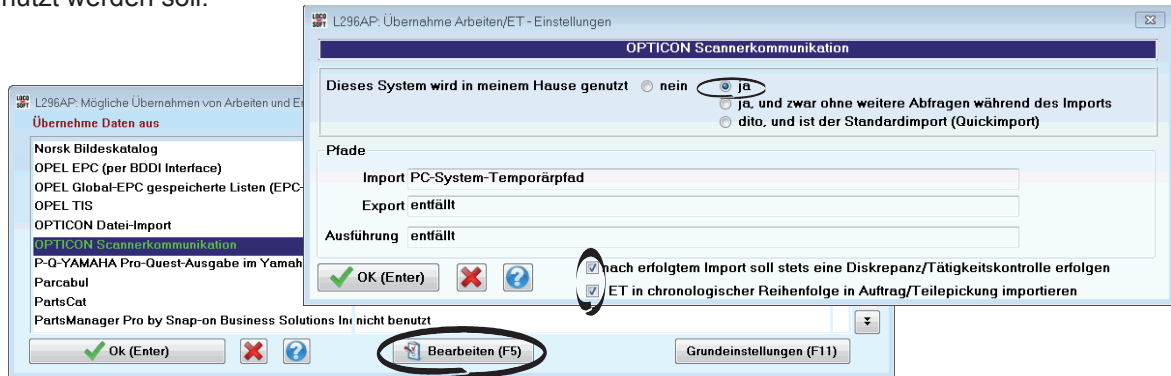 nutzt werden soll.
L296AP: Übernahme Arbeiten/ET - Einstellungen
OPTICON Scannerkommunikation
Dieses System wird in meinem Hause genutzt nein ja
ja, und zwar ohne weitere Abfragen während des Imports
dito, und ist der Standardimport (Quickimport)
Pfade
Import PC-System-Temporärpfad
Export entfällt
Ausführung entfällt
OK (Enter)
nach erfolgtem Import soll stets eine Diskrepanz/Tätigkeitskontrolle erfolgen
ET in chronologischer Reihenfolge in Auftrag/Teilepickung importieren
L296AP: Mögliche Übernahmen von Arbeiten und
Übernehme Daten aus
Norsk Bildeskatalog
OPEL EPC (per BDDI Interface)
OPEL Global-EPC gespeicherte Listen (EPC-
OPEL TIS
OPTICON Datei-Import
OPTICON Scannerkommunikation
P-Q-YAMAHA Pro-Quest-Ausgabe im Yamah
Parcabul
PartsCat
PartsManager Pro by Snap-on Business Solutions In nicht benutzt
Ok (Enter) Bearbeiten (F5) Grundeinstellungen (F11)